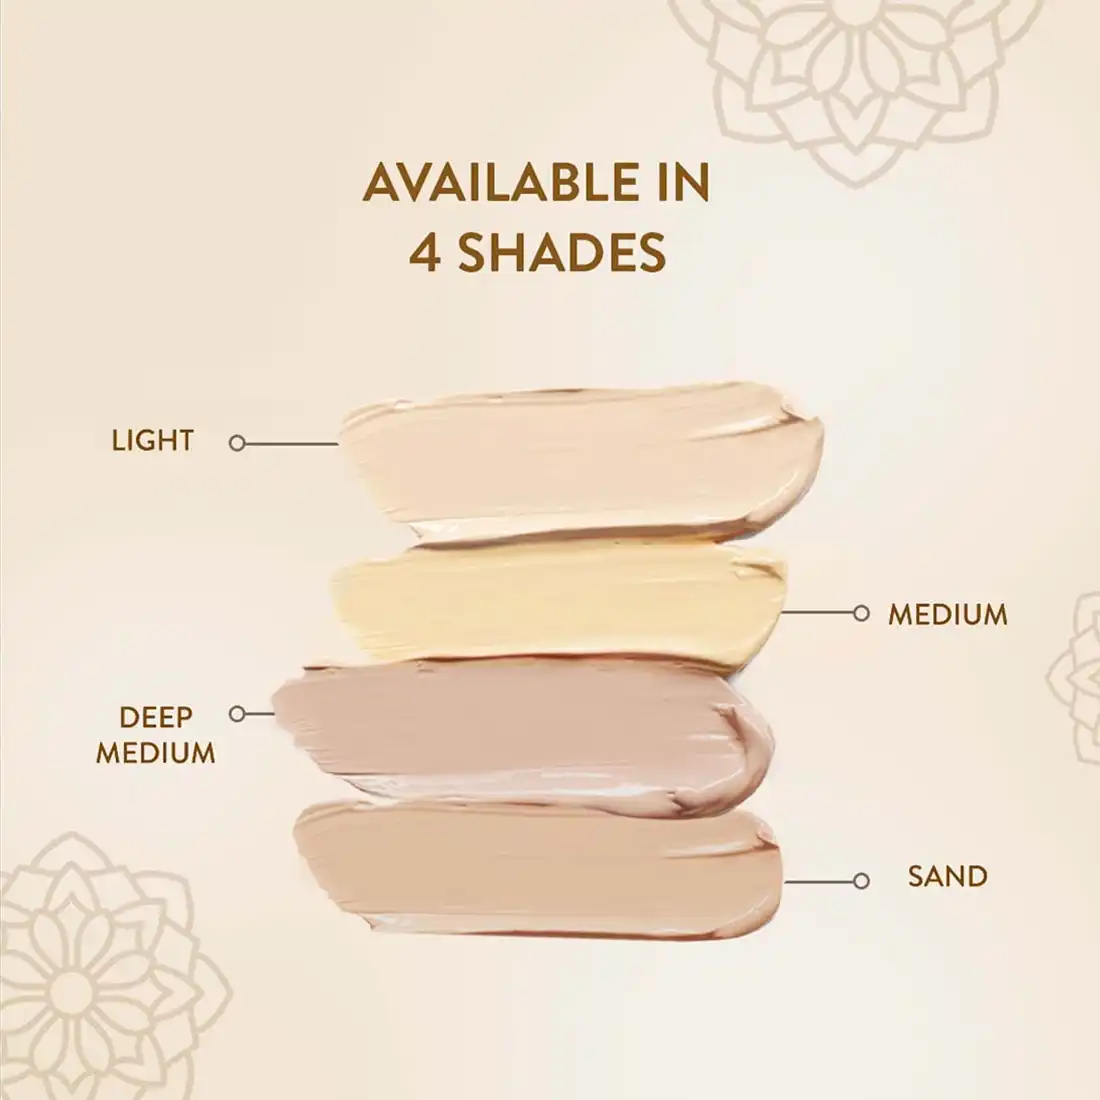 AVAILABLE IN
4 SHADES
LIGHT
MEDIUM
DEEP
MEDIUM
SAND